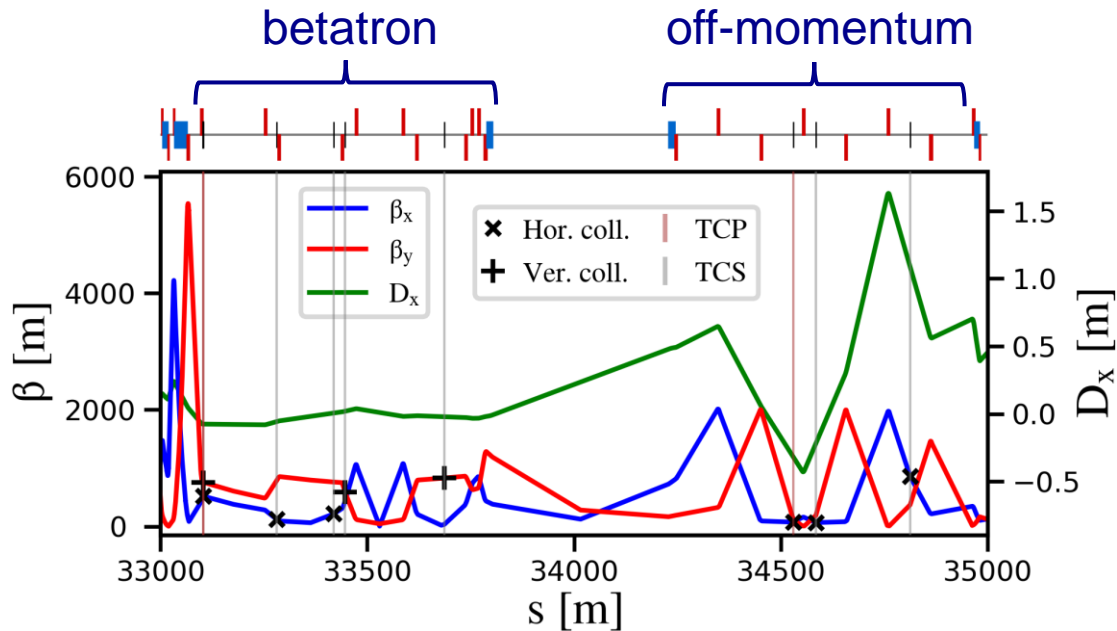 betatron off-momentum
6000
4000
2000
0
β [m]
βx
βy
Dx
Hor. coll. TCP
Ver. coll. TCS
1.5
1.0
0.5
0.0
−0.5
Dx [m]
33000 33500 34000 34500 35000
s [m]